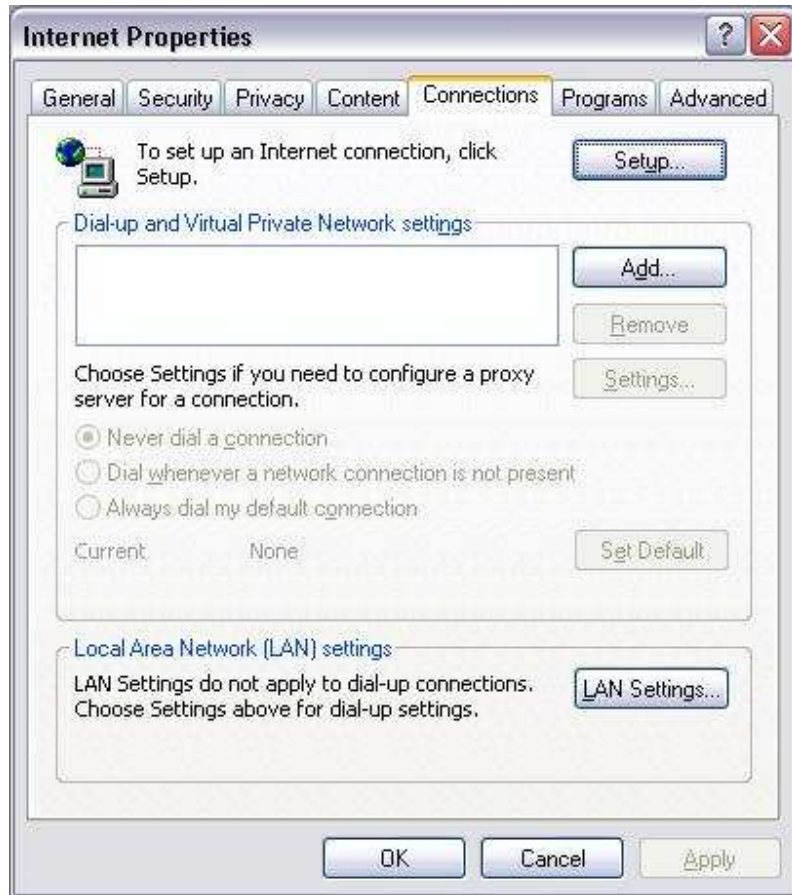 Internet Properties
General Security Privacy Content Connections Programs Advanced
To set up an Internet connection, click
Setup.
Setup...
Dial-up and Virtual Private Network settings
Add...
Remove
Choose Settings if you need to configure a proxy
server for a connection.
Settings...
Never dial a connection
Dial whenever a network connection is not present
Always dial my default connection
Current None
Set Default
Local Area Network (LAN) settings
LAN Settings do not apply to dial-up connections.
Choose Settings above for dial-up settings.
LAN Settings...
OK Cancel Apply